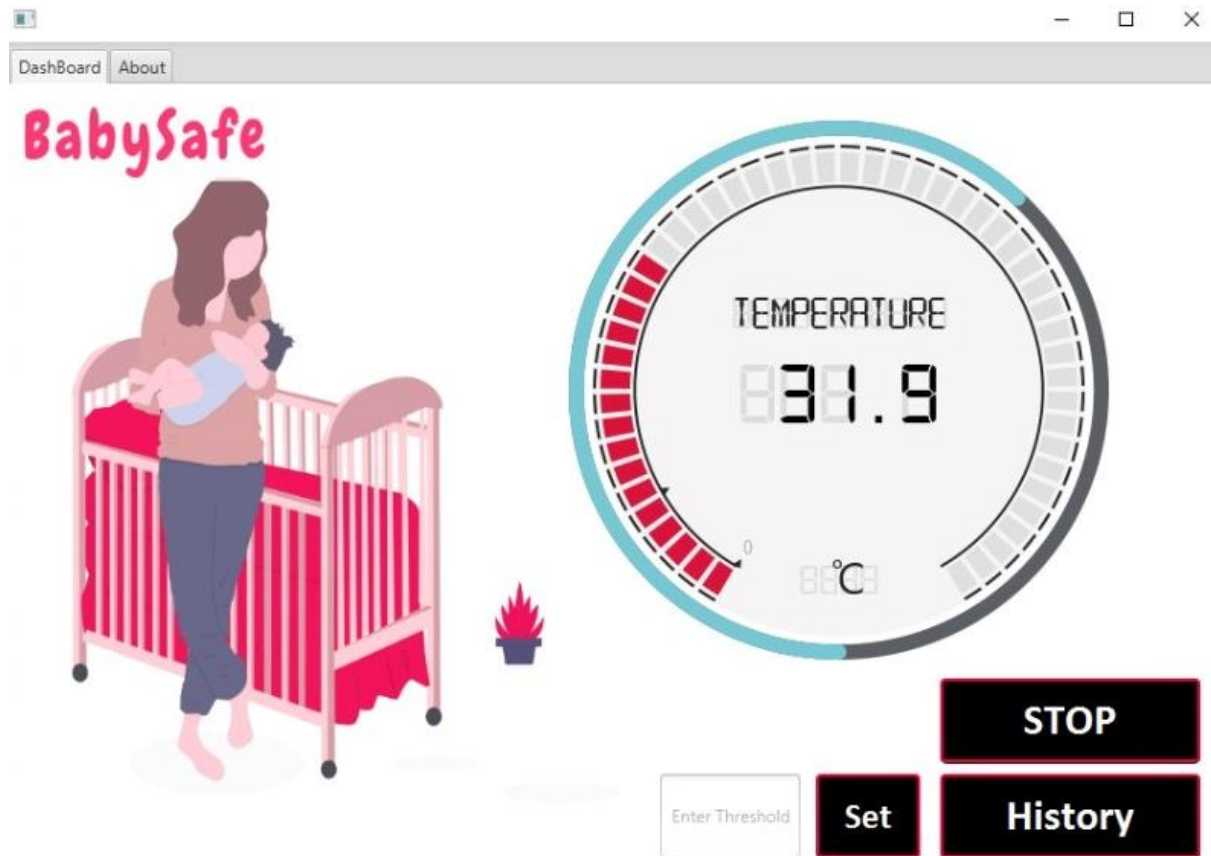 DashBoard About
BabySafe
TEMPERATURE
31.9
0
°C
STOP
Enter Threshold
Set
History